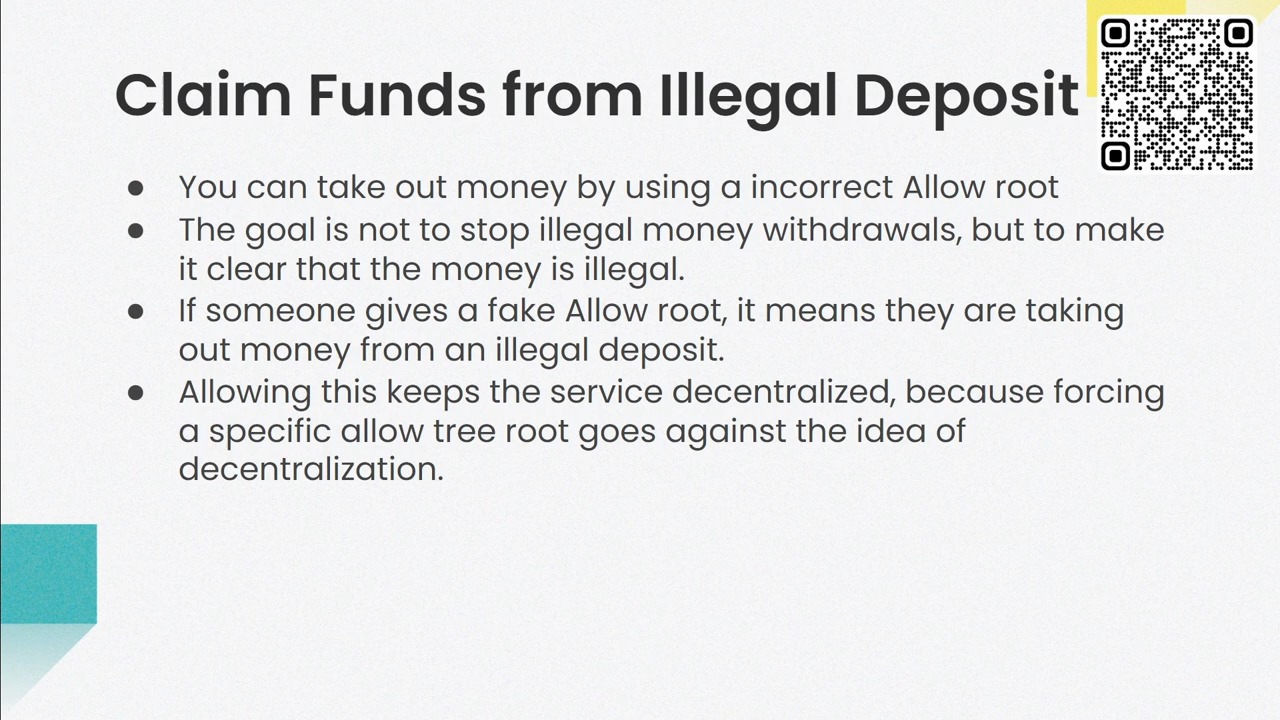 Claim Funds from Illegal Deposit
● You can take out money by using a incorrect Allow root
● The goal is not to stop illegal money withdrawals, but to make
it clear that the money is illegal.
● If someone gives a fake Allow root, it means they are taking
out money from an illegal deposit.
● Allowing this keeps the service decentralized, because forcing
a specific allow tree root goes against the idea of
decentralization.